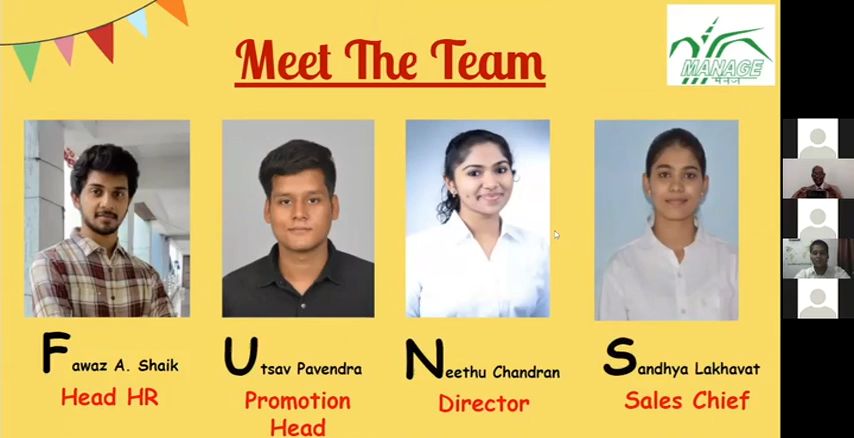 Meet The Team
MANAGE
मैनेज
Fawaz A. Shaik
Head HR
Utsav Pavendra
Promotion
Head
Neethu Chandran
Director
Sandhya Lakhavat
Sales Chief